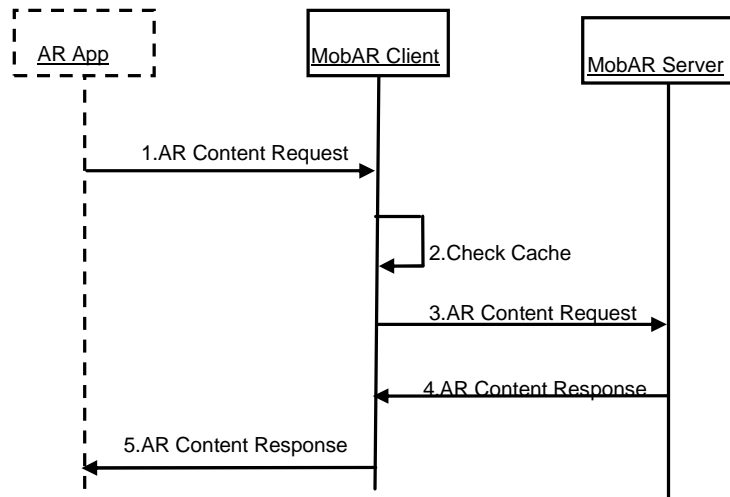 AR App
MobAR Client
MobAR Server
1.AR Content Request
2.Check Cache
3.AR Content Request
4.AR Content Response
5.AR Content Response